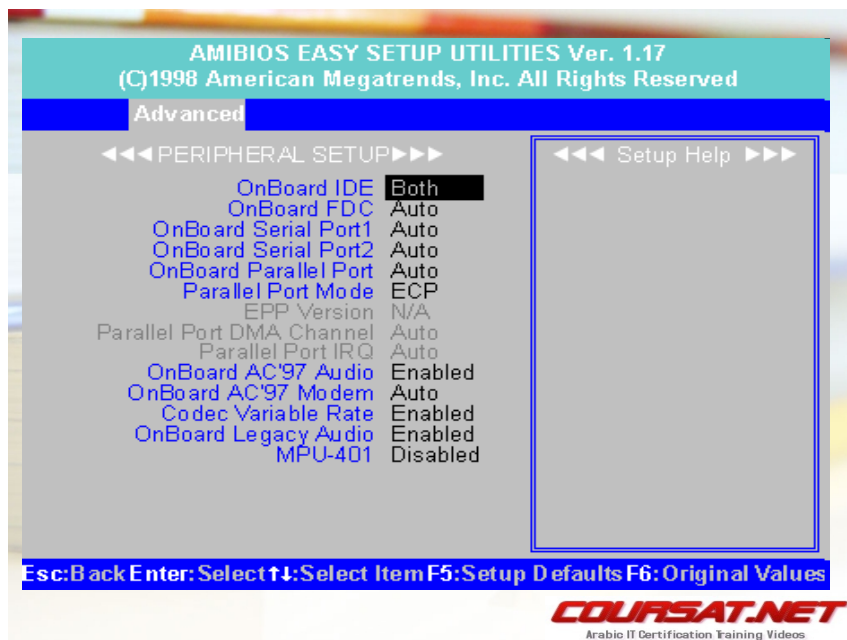 AMIBIOS EASY SETUP UTILITIES Ver. 1.17
(C)1998 American Megatrends, Inc. All Rights Reserved
Advanced
◄◄◄ PERIPHERAL SETUP ►►►
OnBoard IDE Both
OnBoard FDC Auto
OnBoard Serial Port1 Auto
OnBoard Serial Port2 Auto
OnBoard Parallel Port Auto
Parallel Port Mode ECP
EPP Version N/A
Parallel Port DMA Channel Auto
Parallel Port IRQ Auto
OnBoard AC'97 Audio Enabled
OnBoard AC'97 Modem Auto
Codec Variable Rate Enabled
OnBoard Legacy Audio Enabled
MPU-401 Disabled
◄◄◄ Setup Help ►►►
Esc:Back Enter:Select ↑↓:Select Item F5:Setup Defaults F6:Original Values
COURSAT.NET
Arabic IT Certification Training Videos